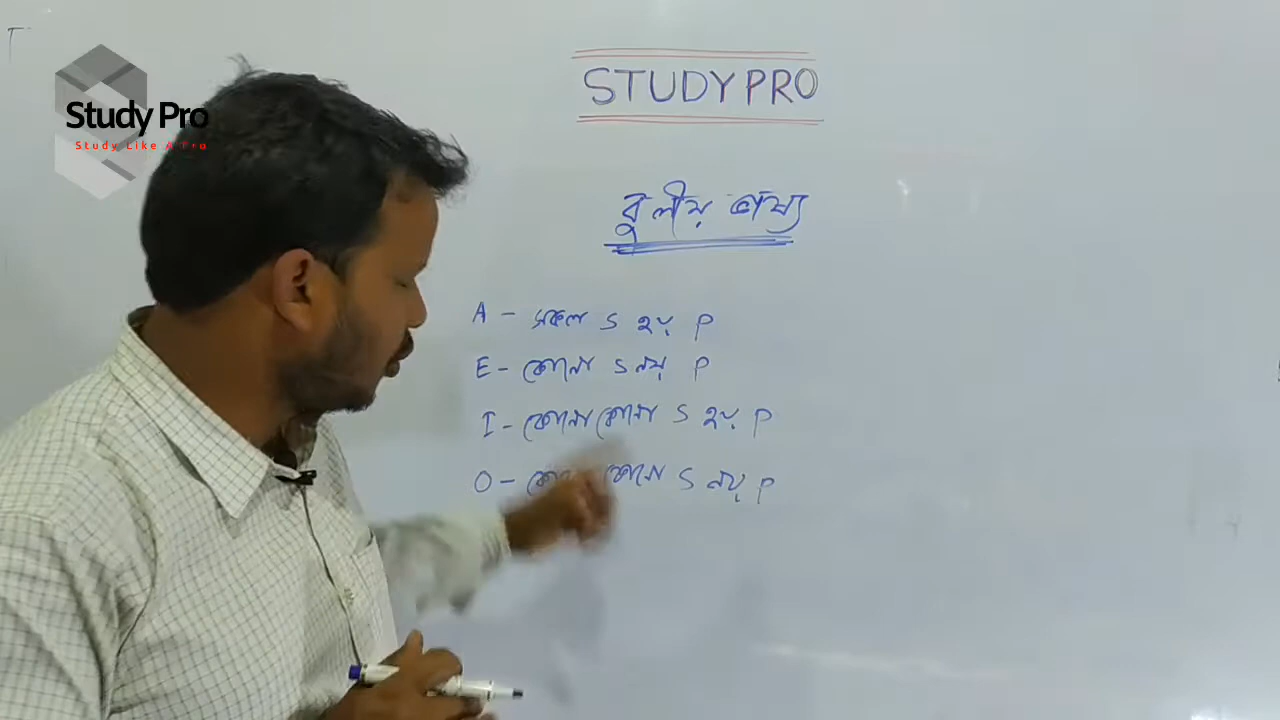 Study Pro
Study Like A Pro
STUDY PRO
বুলীয় ভাষ্য
A - সকল S হয় P
E - কোনো S নয় P
I - কোনো কোনো S হয় P
O - কোনো কোনো S নয় P